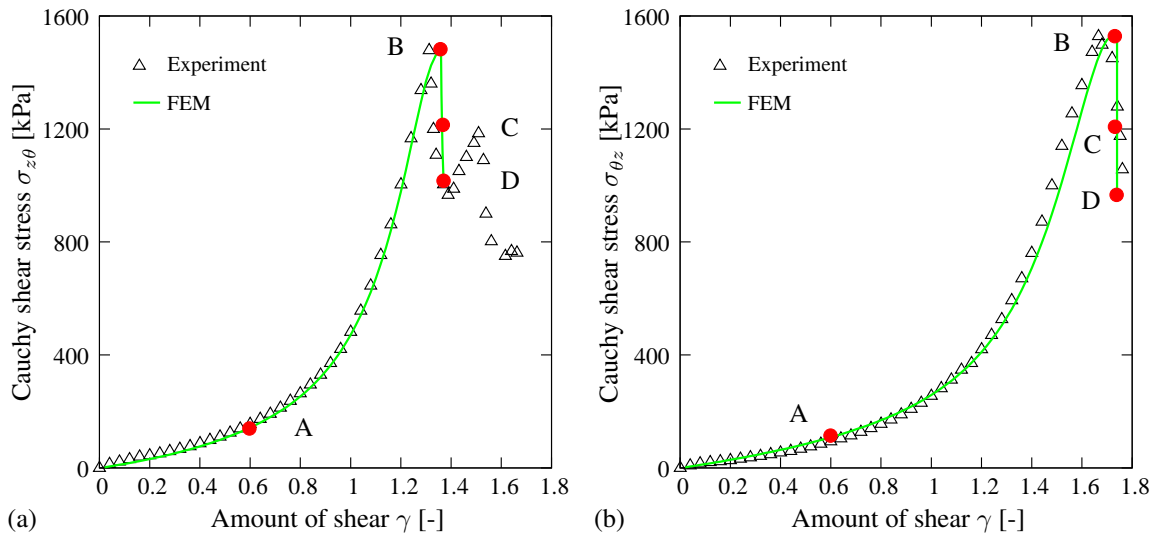 Cauchy shear stress σzθ [kPa]
1600
1200
800
400
0
B
Experiment
FEM
C
D
A
0
0.2
0.4
0.6
0.8
1
1.2
1.4
1.6
1.8
(a)
Amount of shear γ [-]
Cauchy shear stress σθz [kPa]
1600
1200
800
400
0
B
Experiment
FEM
C
D
A
0
0.2
0.4
0.6
0.8
1
1.2
1.4
1.6
1.8
(b)
Amount of shear γ [-]